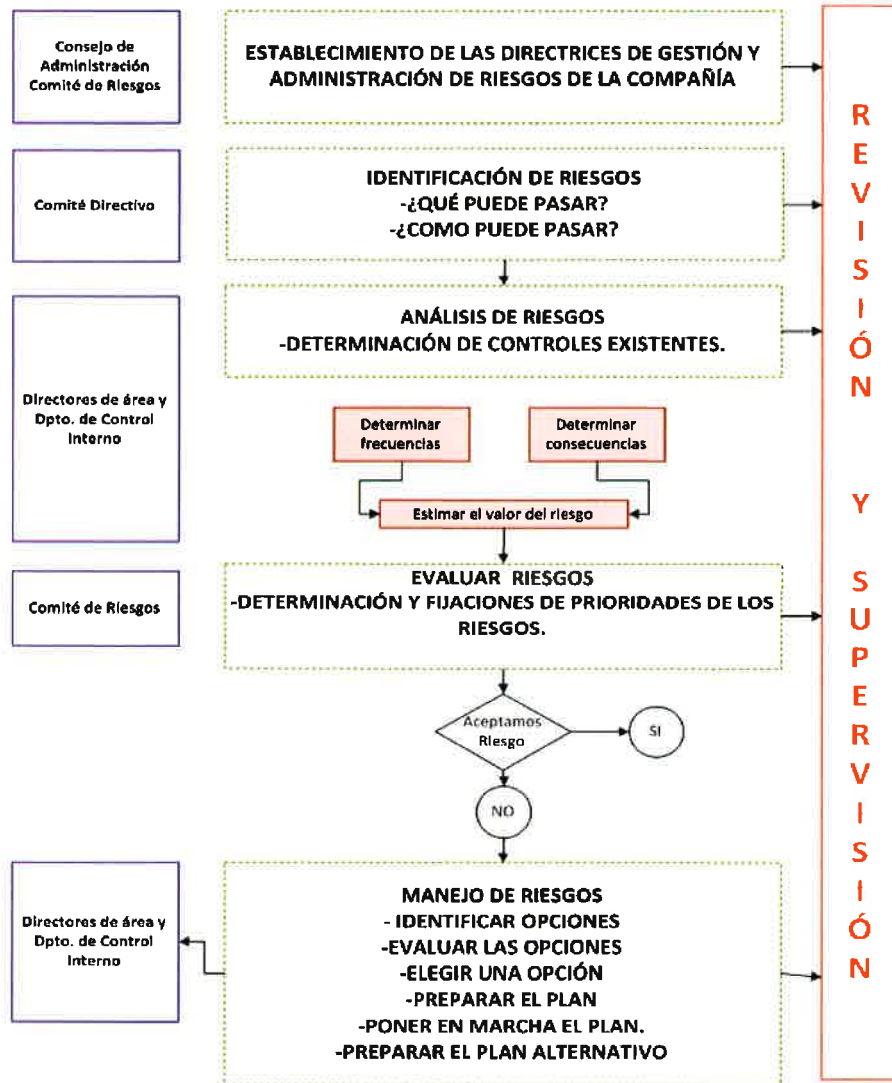 Consejo de
Administración
Comité de Riesgos
ESTABLECIMIENTO DE LAS DIRECTRICES DE GESTIÓN Y
ADMINISTRACIÓN DE RIESGOS DE LA COMPAÑÍA
Comité Directivo
IDENTIFICACIÓN DE RIESGOS
-¿QUÉ PUEDE PASAR?
-¿COMO PUEDE PASAR?
Directores de área y
Dpto. de Control
Interno
ANÁLISIS DE RIESGOS
-DETERMINACIÓN DE CONTROLES EXISTENTES.
Determinar
frecuencias
Determinar
consecuencias
Estimar el valor del riesgo
Comité de Riesgos
EVALUAR RIESGOS
-DETERMINACIÓN Y FIJACIONES DE PRIORIDADES DE LOS
RIESGOS.
Aceptamos
Riesgo
SI
NO
Directores de área y
Dpto. de Control
Interno
MANEJO DE RIESGOS
- IDENTIFICAR OPCIONES
-EVALUAR LAS OPCIONES
-ELEGIR UNA OPCIÓN
-PREPARAR EL PLAN
-PONER EN MARCHA EL PLAN.
-PREPARAR EL PLAN ALTERNATIVO
REVISIÓN Y SUPERVISIÓN